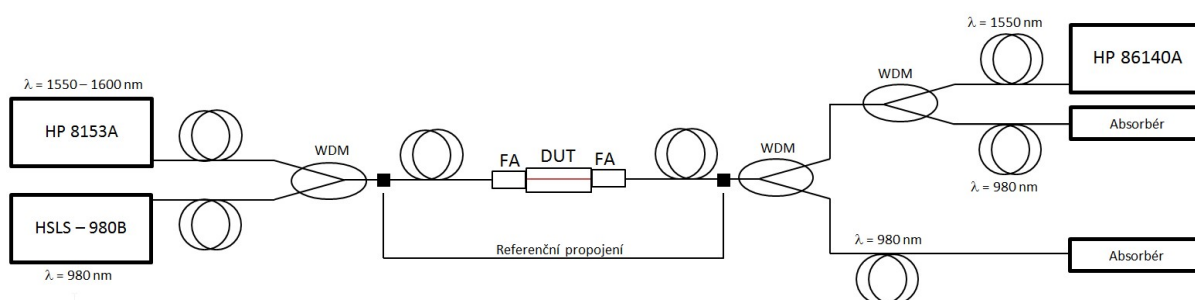 λ = 1550 – 1600 nm
HP 8153A
HSLS – 980B
λ = 980 nm
WDM
FA
DUT
FA
Referenční propojení
WDM
WDM
λ = 1550 nm
HP 86140A
Absorbér
λ = 980 nm
λ = 980 nm
Absorbér